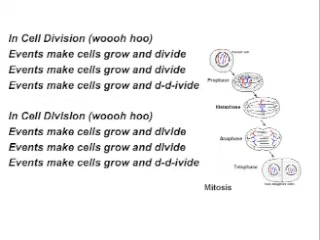 In Cell Division (woooh hoo)
Events make cells grow and divide
Events make cells grow and divide
Events make cells grow and d-d-ivide
In Cell Division (woooh hoo)
Events make cells grow and divide
Events make cells grow and divide
Events make cells grow and d-d-ivide
Prophase
Metaphase
Anaphase
Telophase
Mitosis